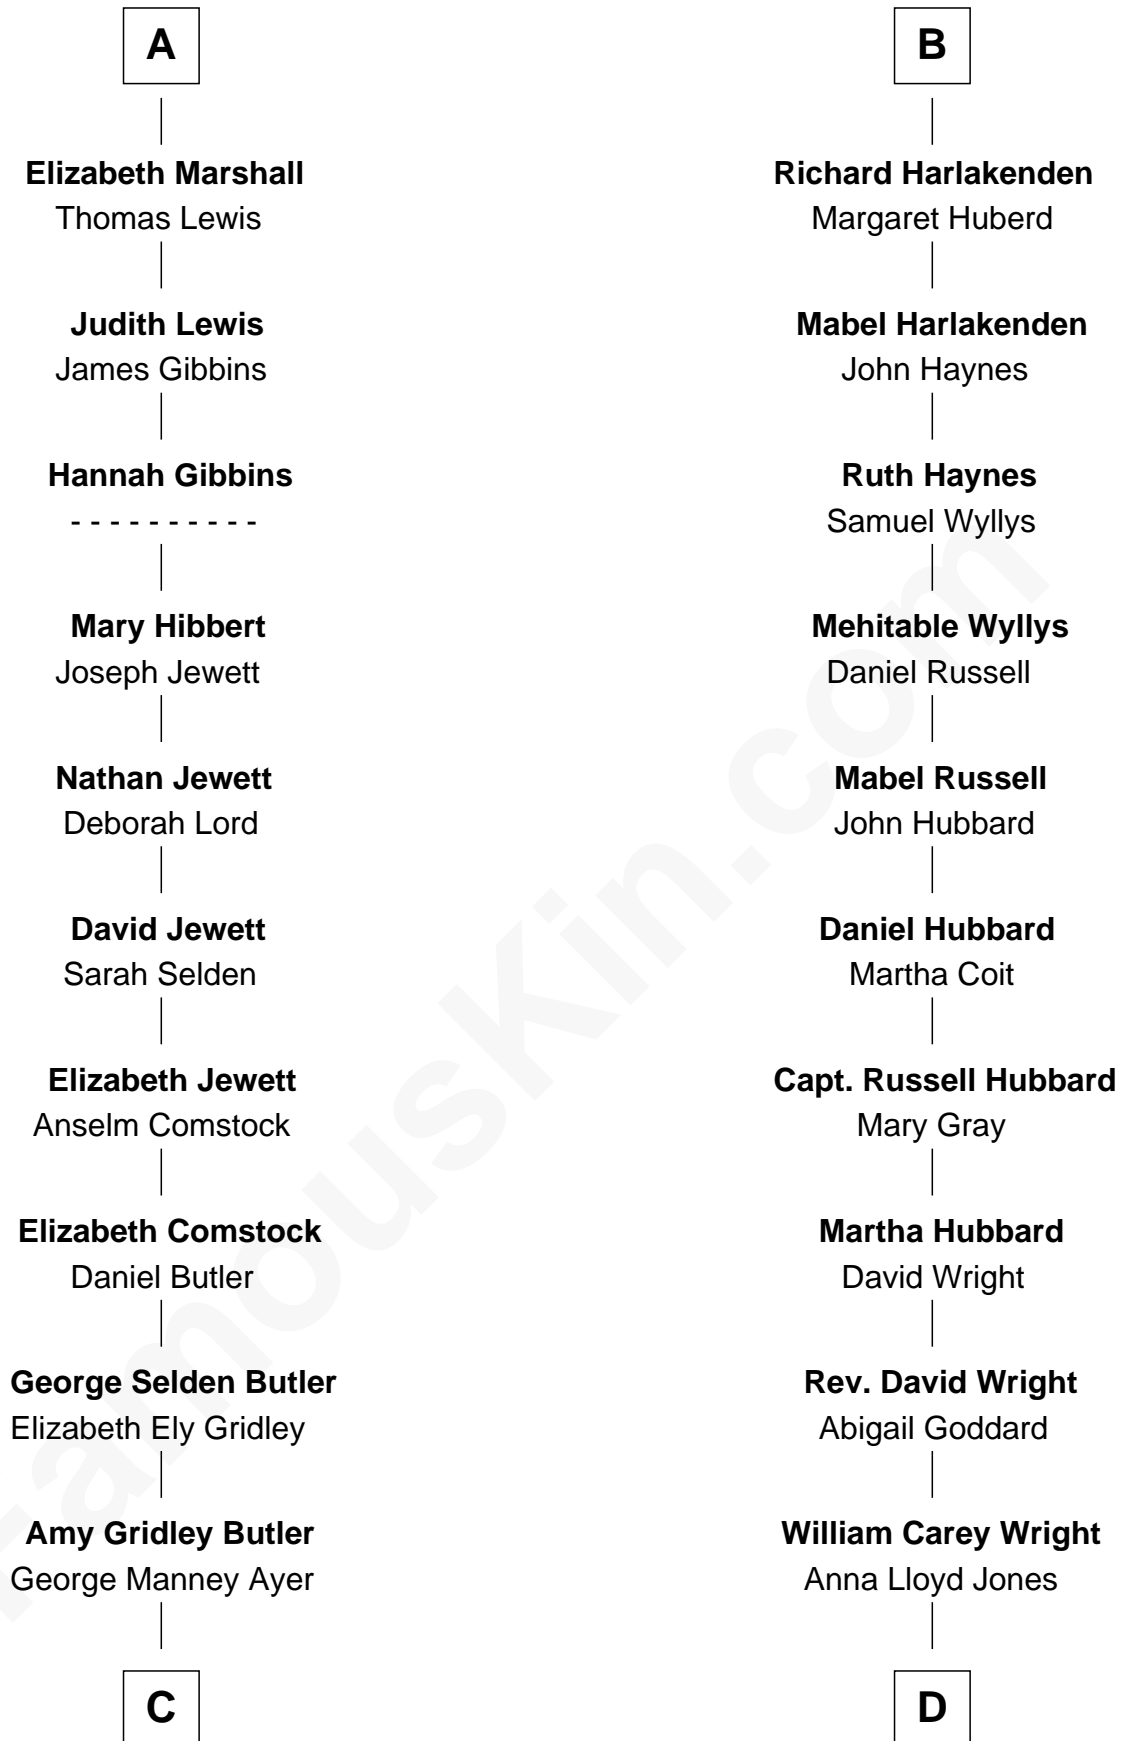 A
Elizabeth Marshall
Thomas Lewis
Judith Lewis
James Gibbins
Hannah Gibbins
- - - - - - - - - -
Mary Hibbert
Joseph Jewett
Nathan Jewett
Deborah Lord
David Jewett
Sarah Selden
Elizabeth Jewett
Anselm Comstock
Elizabeth Comstock
Daniel Butler
George Selden Butler
Elizabeth Ely Gridley
Amy Gridley Butler
George Manney Ayer
C
B
Richard Harlakenden
Margaret Huberd
Mabel Harlakenden
John Haynes
Ruth Haynes
Samuel Wyllys
Mehitable Wyllys
Daniel Russell
Mabel Russell
John Hubbard
Daniel Hubbard
Martha Coit
Capt. Russell Hubbard
Mary Gray
Martha Hubbard
David Wright
Rev. David Wright
Abigail Goddard
William Carey Wright
Anna Lloyd Jones
D
FamousKin.com